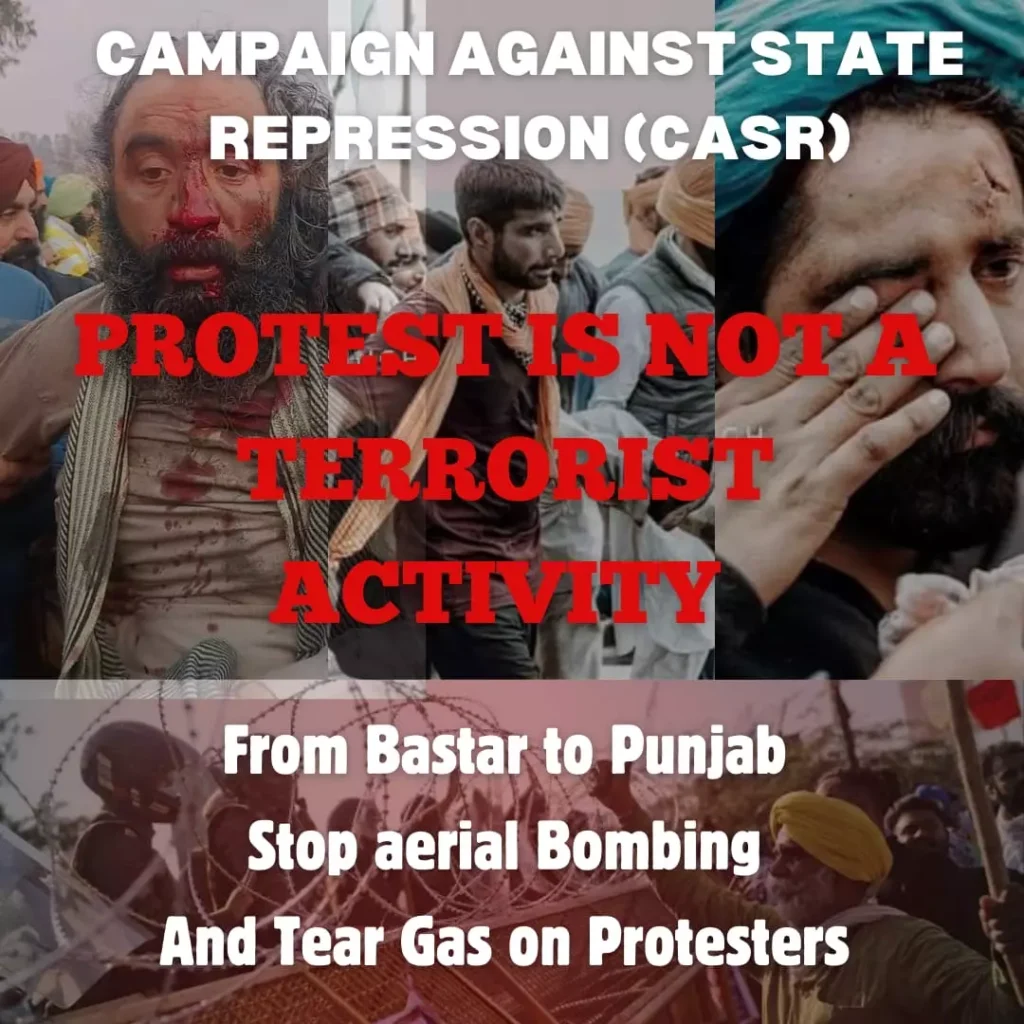 CAMPAIGN AGAINST STATE
REPRESSION (CASR)
PROTEST IS NOT A
TERRORIST
ACTIVITY
From Bastar to Punjab
Stop aerial Bombing
And Tear Gas on Protesters